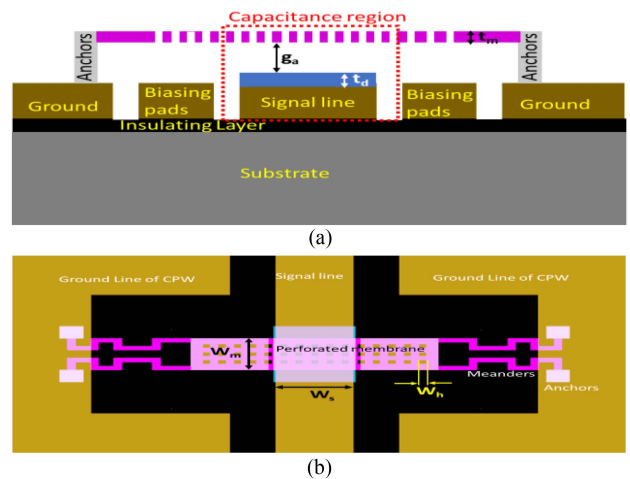 Capacitance region
Anchors
tm
Anchors
ga
td
Ground
Biasing
pads
Signal line
Biasing
pads
Ground
Insulating Layer
Substrate
(a)
Ground Line of CPW
Signal line
Ground Line of CPW
Wm
Perforated membrane
Meanders
Ws
Wh
Anchors
(b)